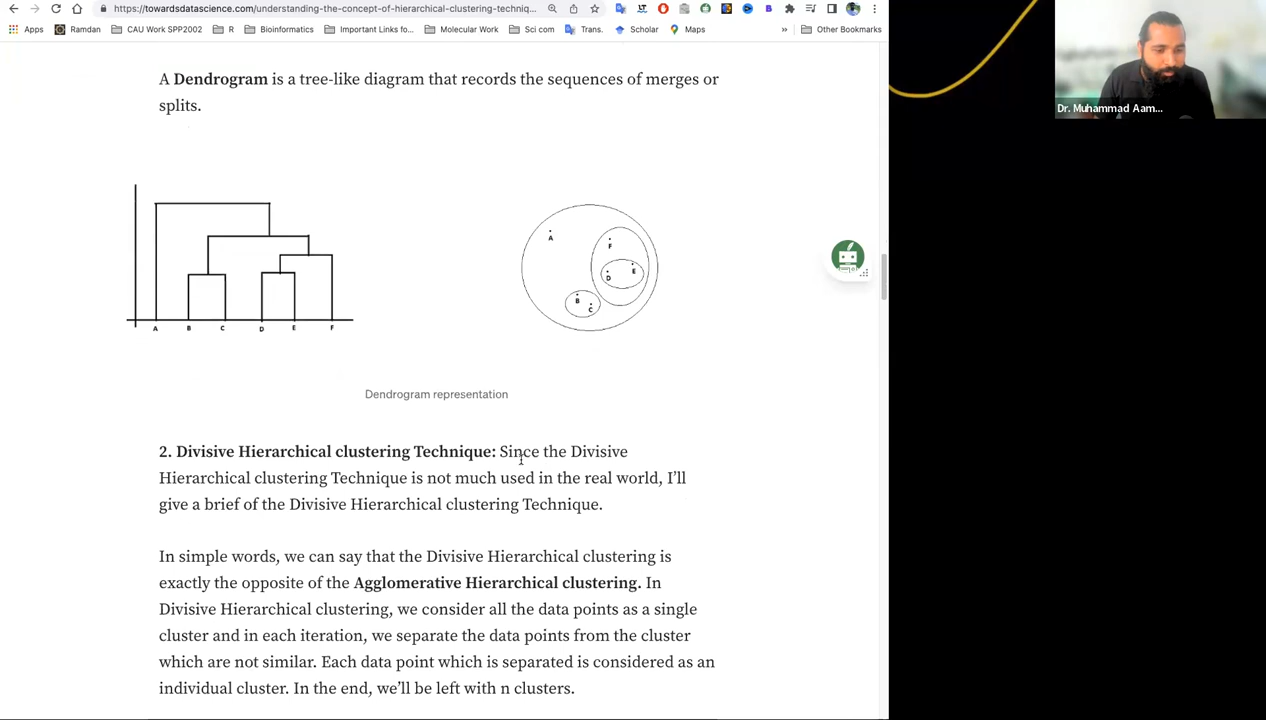 https://towardsdatascience.com/understanding-the-concept-of-hierarchical-clustering-techniq...
Apps
Ramdan
CAU Work SPP2002
R
Bioinformatics
Important Links fo...
Molecular Work
Sci com
Trans.
Scholar
Maps
»
Other Bookmarks
Dr. Muhammad Aam...
A Dendrogram is a tree-like diagram that records the sequences of merges or
splits.
A B C D E F
A
F
D
E
B
C
Dendrogram representation
2. Divisive Hierarchical clustering Technique: Since the Divisive
Hierarchical clustering Technique is not much used in the real world, I'll
give a brief of the Divisive Hierarchical clustering Technique.
In simple words, we can say that the Divisive Hierarchical clustering is
exactly the opposite of the Agglomerative Hierarchical clustering. In
Divisive Hierarchical clustering, we consider all the data points as a single
cluster and in each iteration, we separate the data points from the cluster
which are not similar. Each data point which is separated is considered as an
individual cluster. In the end, we'll be left with n clusters.